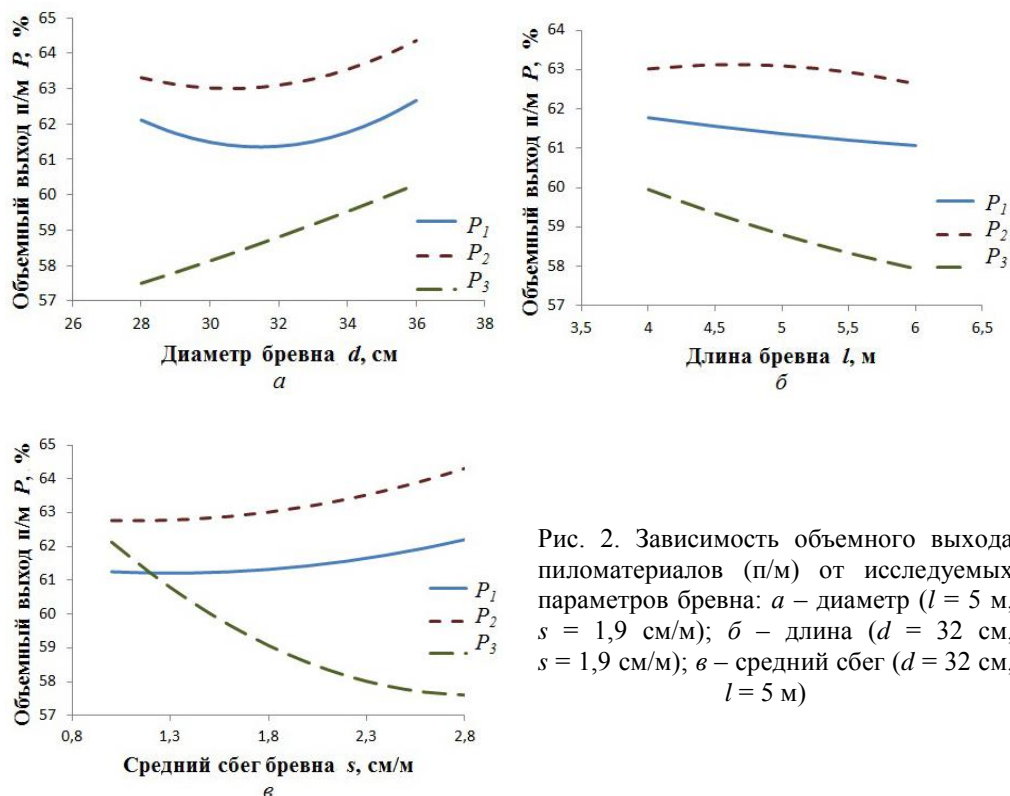 Объемный выход п/м P, %
65
64
63
62
61
60
59
58
57
26 28 30 32 34 36 38
P1
P2
P3
Диаметр бревна d, см
а
Объемный выход п/м P, %
64
63
62
61
60
59
58
57
3,5 4 4,5 5 5,5 6 6,5
P1
P2
P3
Длина бревна l, м
б
Объемный выход п/м P, %
65
64
63
62
61
60
59
58
57
0,8 1,3 1,8 2,3 2,8
P1
P2
P3
Средний сбег бревна s, см/м
в
Рис. 2. Зависимость объемного выхода
пиломатериалов (п/м) от исследуемых
параметров бревна: а – диаметр (l = 5 м,
s = 1,9 см/м); б – длина (d = 32 см,
s = 1,9 см/м); в – средний сбег (d = 32 см,
l = 5 м)